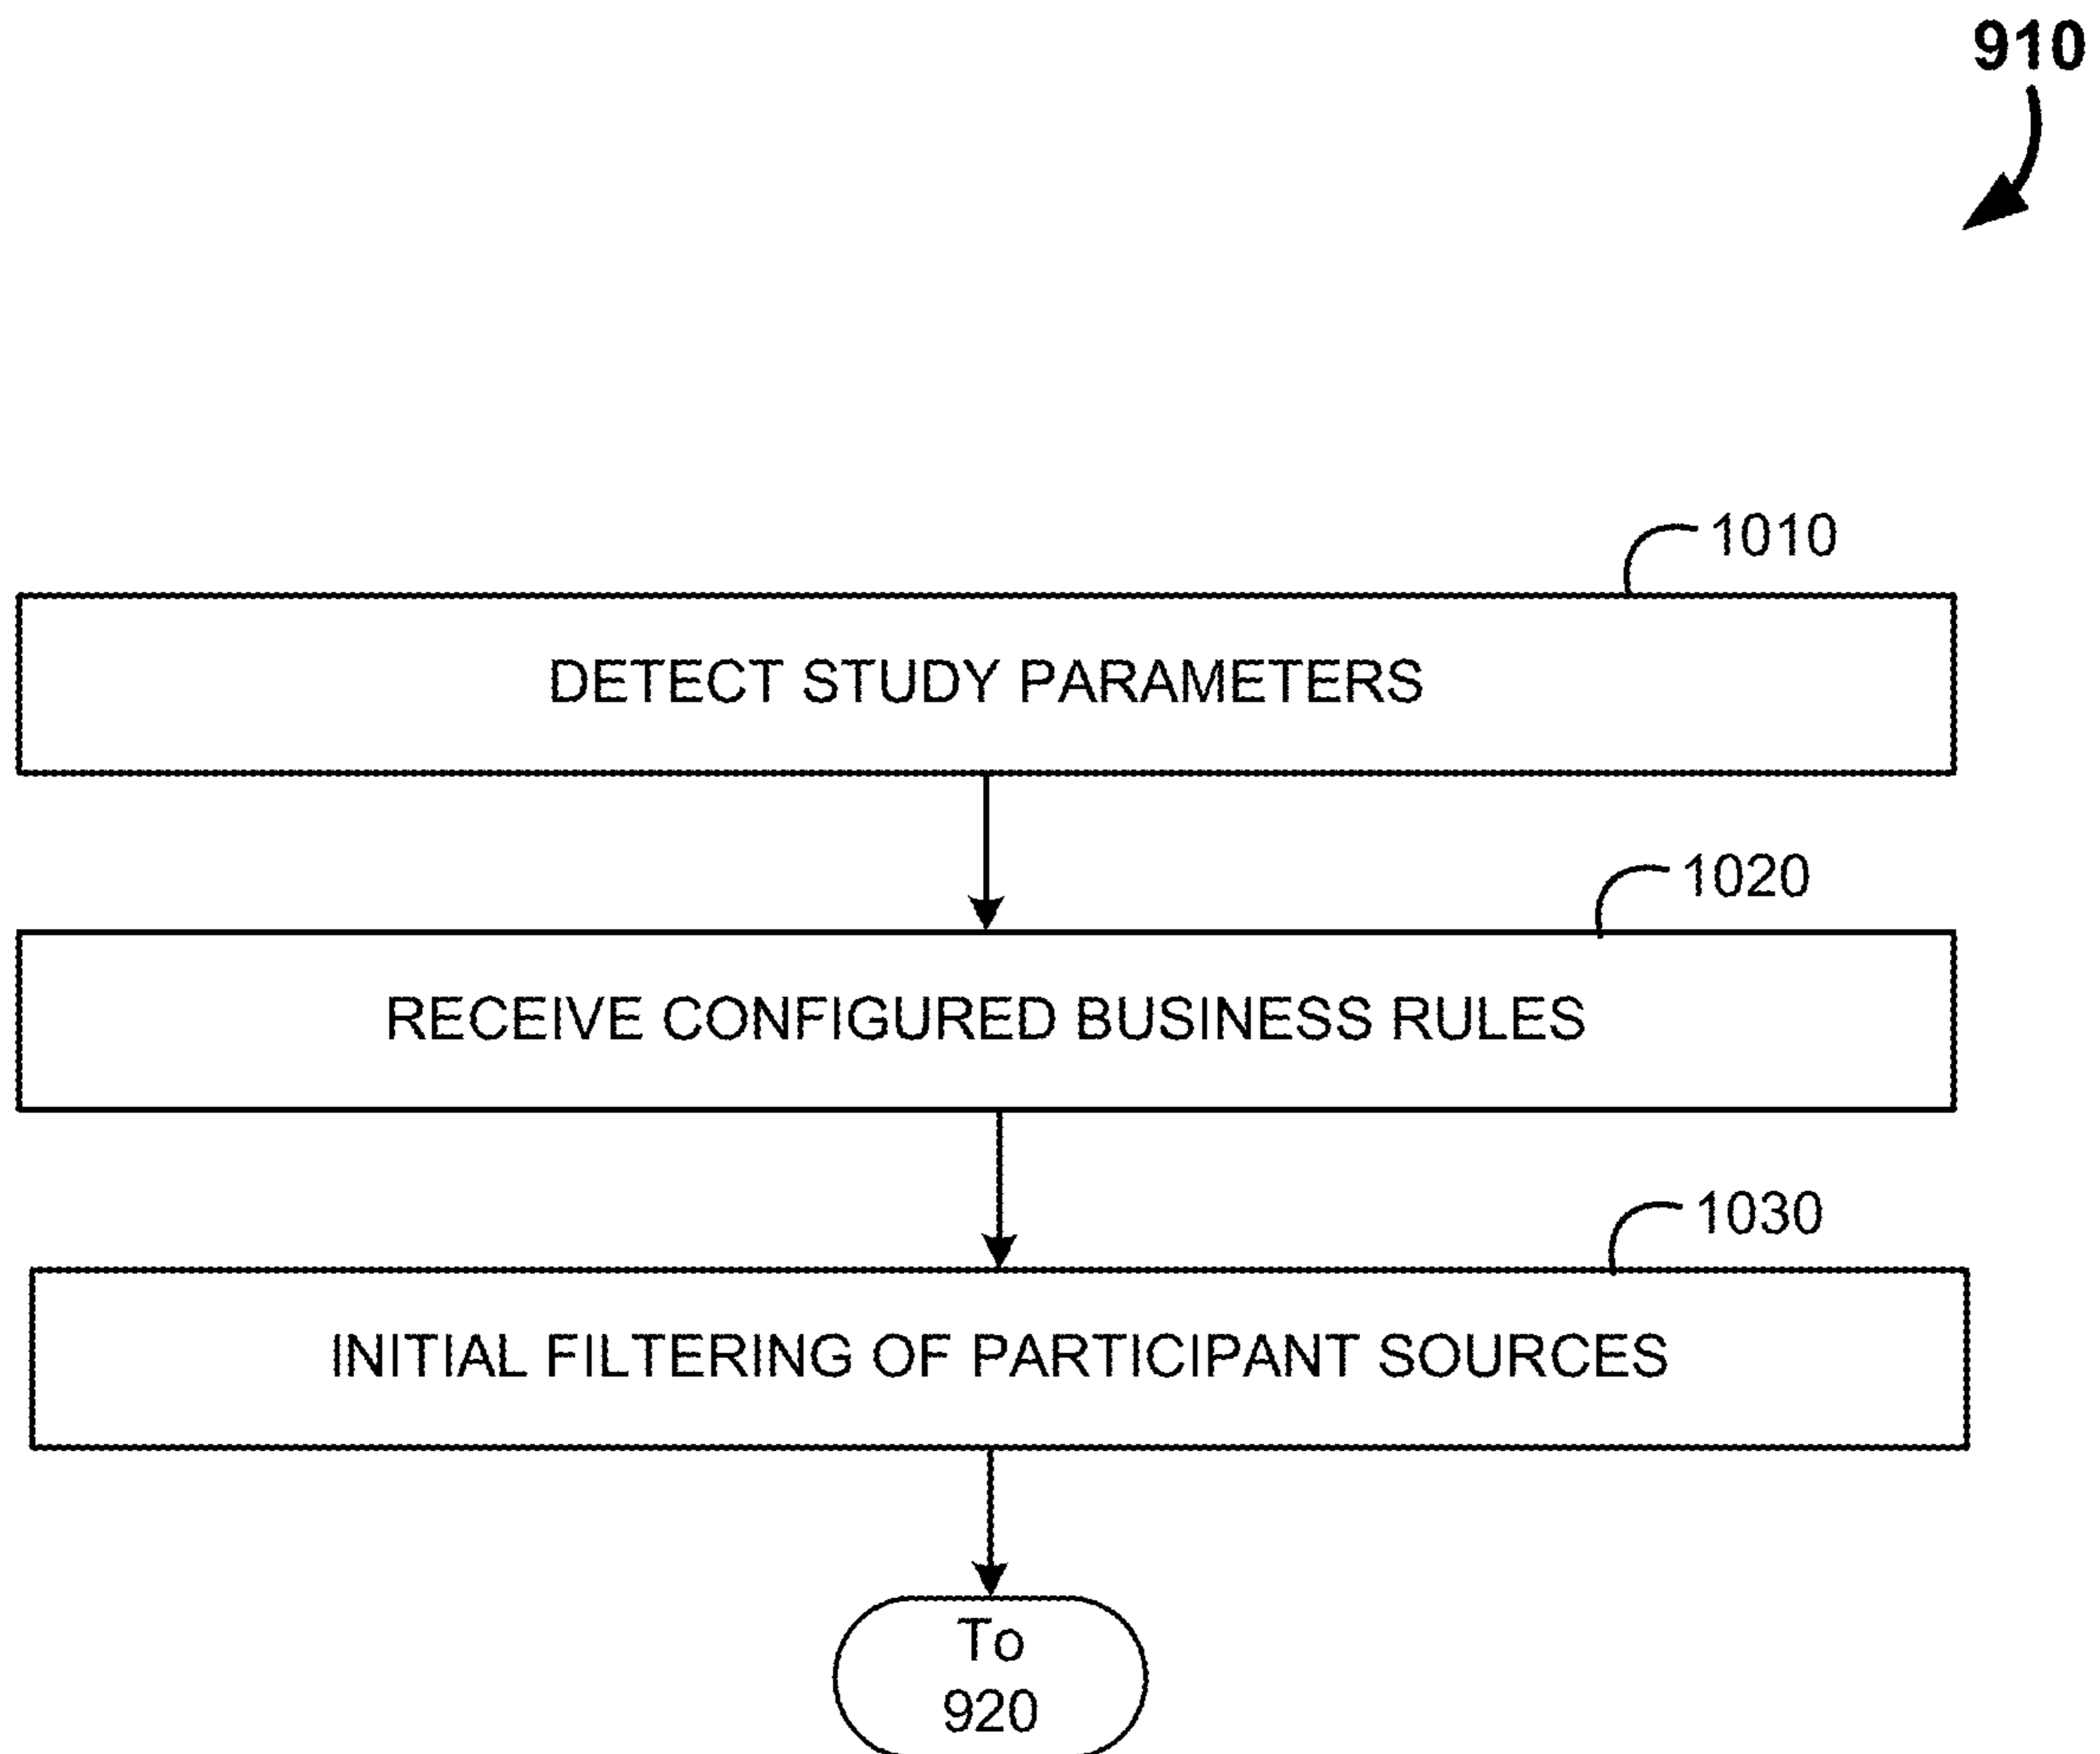 910
1010
DETECT STUDY PARAMETERS
1020
RECEIVE CONFIGURED BUSINESS RULES
1030
INITIAL FILTERING OF PARTICIPANT SOURCES
To
920